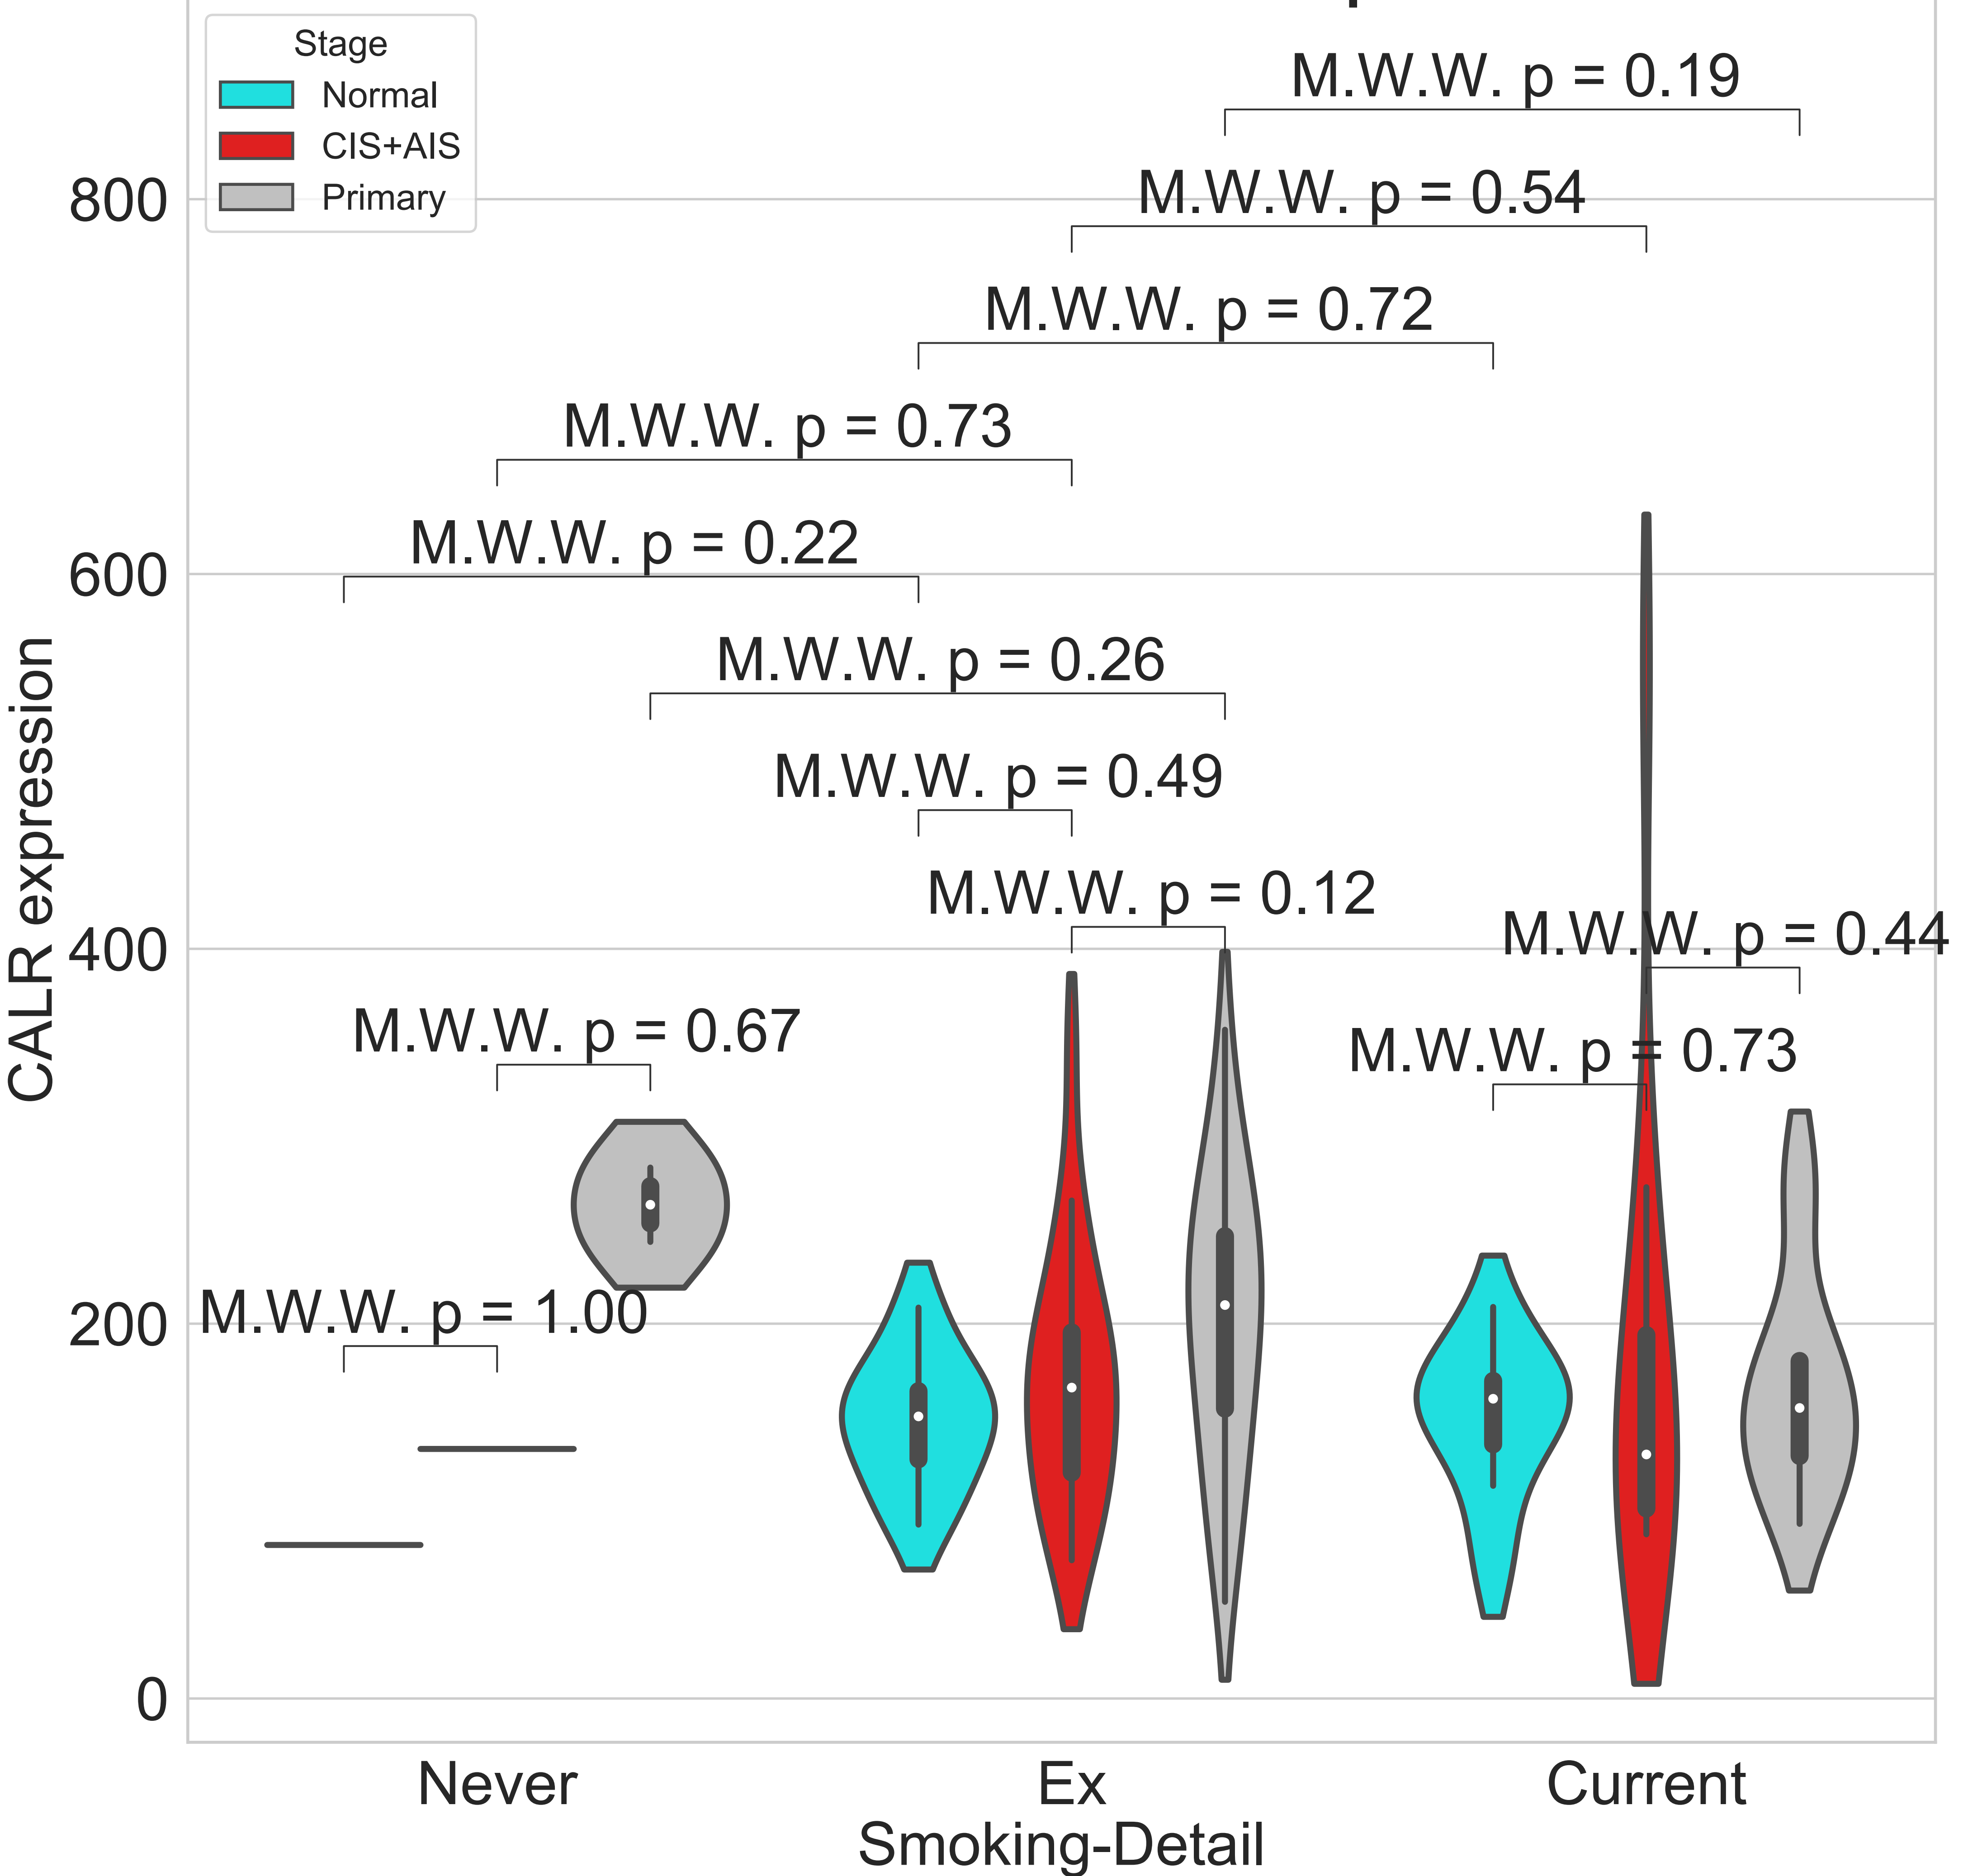 Stage
Normal
CIS+AIS
Primary
M.W.W. p = 0.19
M.W.W. p = 0.54
M.W.W. p = 0.72
M.W.W. p = 0.73
M.W.W. p = 0.22
M.W.W. p = 0.26
M.W.W. p = 0.49
M.W.W. p = 0.12
M.W.W. p = 0.44
M.W.W. p = 0.67
M.W.W. p = 0.73
M.W.W. p = 1.00
800
600
400
200
0
CALR expression
Never
Ex
Current
Smoking-Detail